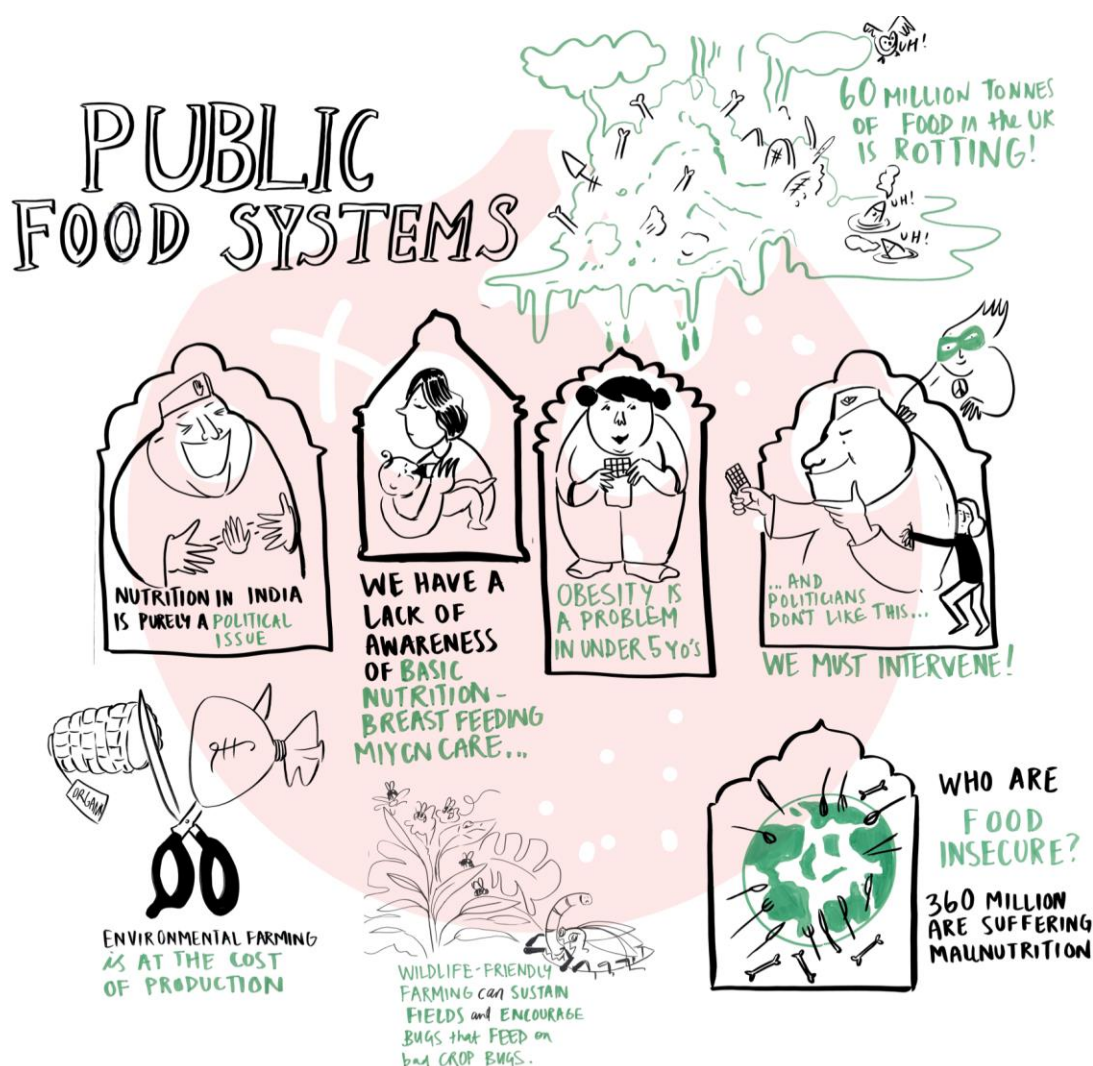 PUBLIC
FOOD SYSTEMS
UH!
60 MILLION TONNES
OF FOOD in the UK
IS ROTTING!
UH!
UH!
NUTRITION IN INDIA
IS PURELY A POLITICAL
ISSUE
WE HAVE A
LACK OF
AWARENESS
OF BASIC
NUTRITION -
BREAST FEEDING
MIYCN CARE...
OBESITY IS
A PROBLEM
IN UNDER 5 YO'S
... AND
POLITICIANS
DON'T LIKE THIS...
WE MUST INTERVENE!
ENVIRONMENTAL FARMING
is AT THE COST
OF PRODUCTION
WILDLIFE-FRIENDLY
FARMING can SUSTAIN
FIELDS and ENCOURAGE
BUGS that FEED on
bad CROP BUGS.
WHO ARE
FOOD
INSECURE?
360 MILLION
ARE SUFFERING
MALLNUTRITION